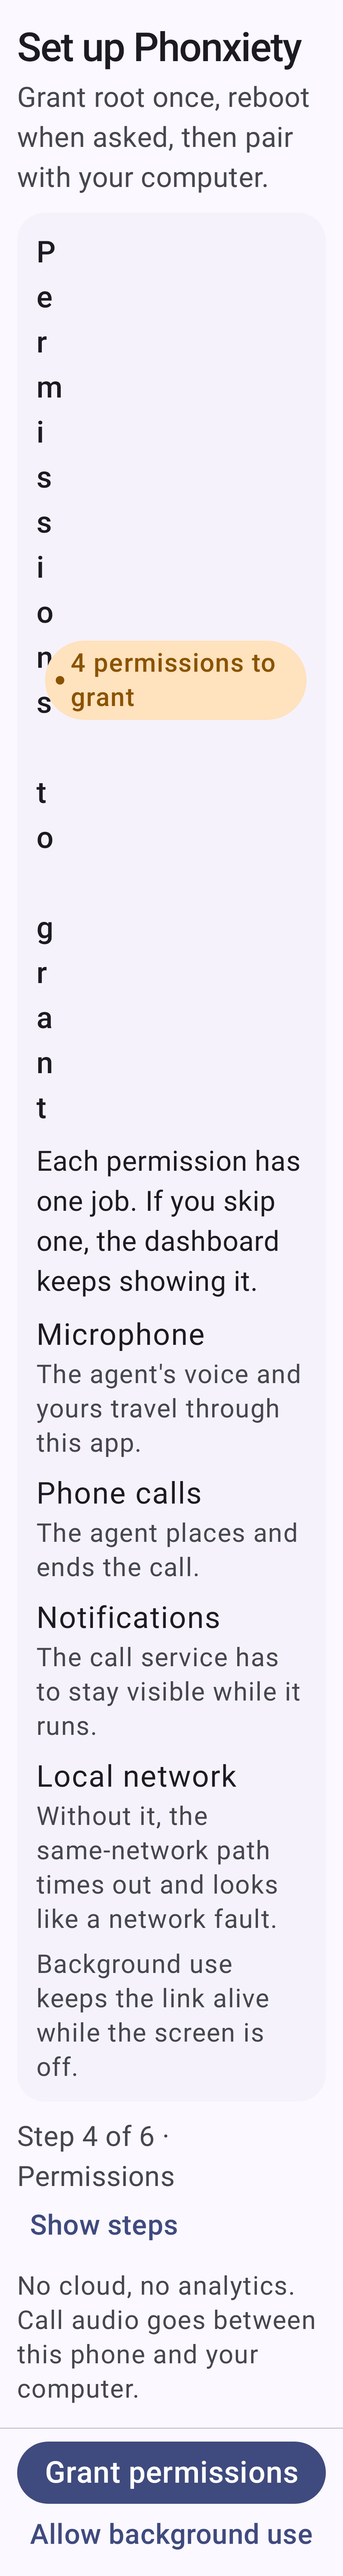 Set up Phonxiety
Grant root once, reboot
when asked, then pair
with your computer.
P
e
r
m
i
s
s
i
o
n
s
t
o
g
r
a
n
t
4 permissions to
grant
Each permission has
one job. If you skip
one, the dashboard
keeps showing it.
Microphone
The agent's voice and
yours travel through
this app.
Phone calls
The agent places and
ends the call.
Notifications
The call service has
to stay visible while it
runs.
Local network
Without it, the
same-network path
times out and looks
like a network fault.
Background use
keeps the link alive
while the screen is
off.
Step 4 of 6 ·
Permissions
Show steps
No cloud, no analytics.
Call audio goes between
this phone and your
computer.
Grant permissions
Allow background use